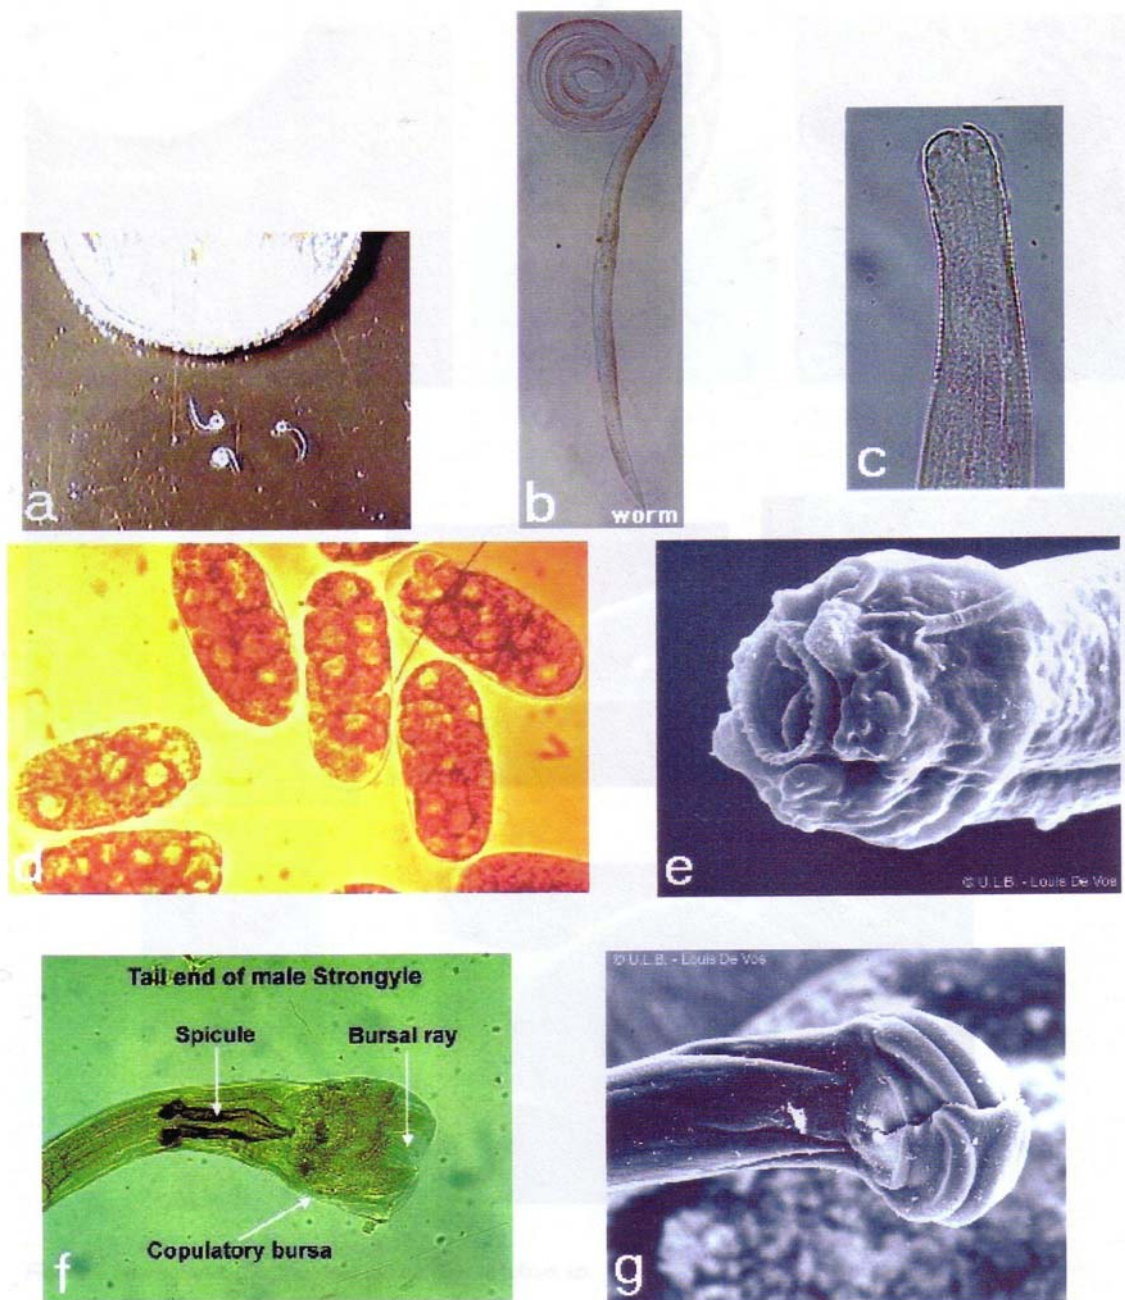 a
b
worm
c
d
e
© U.L.B. - Louis De Vos
Tail end of male Strongyle
Spicule
Bursal ray
Copulatory bursa
f
© U.L.B. - Louis De Vos
g